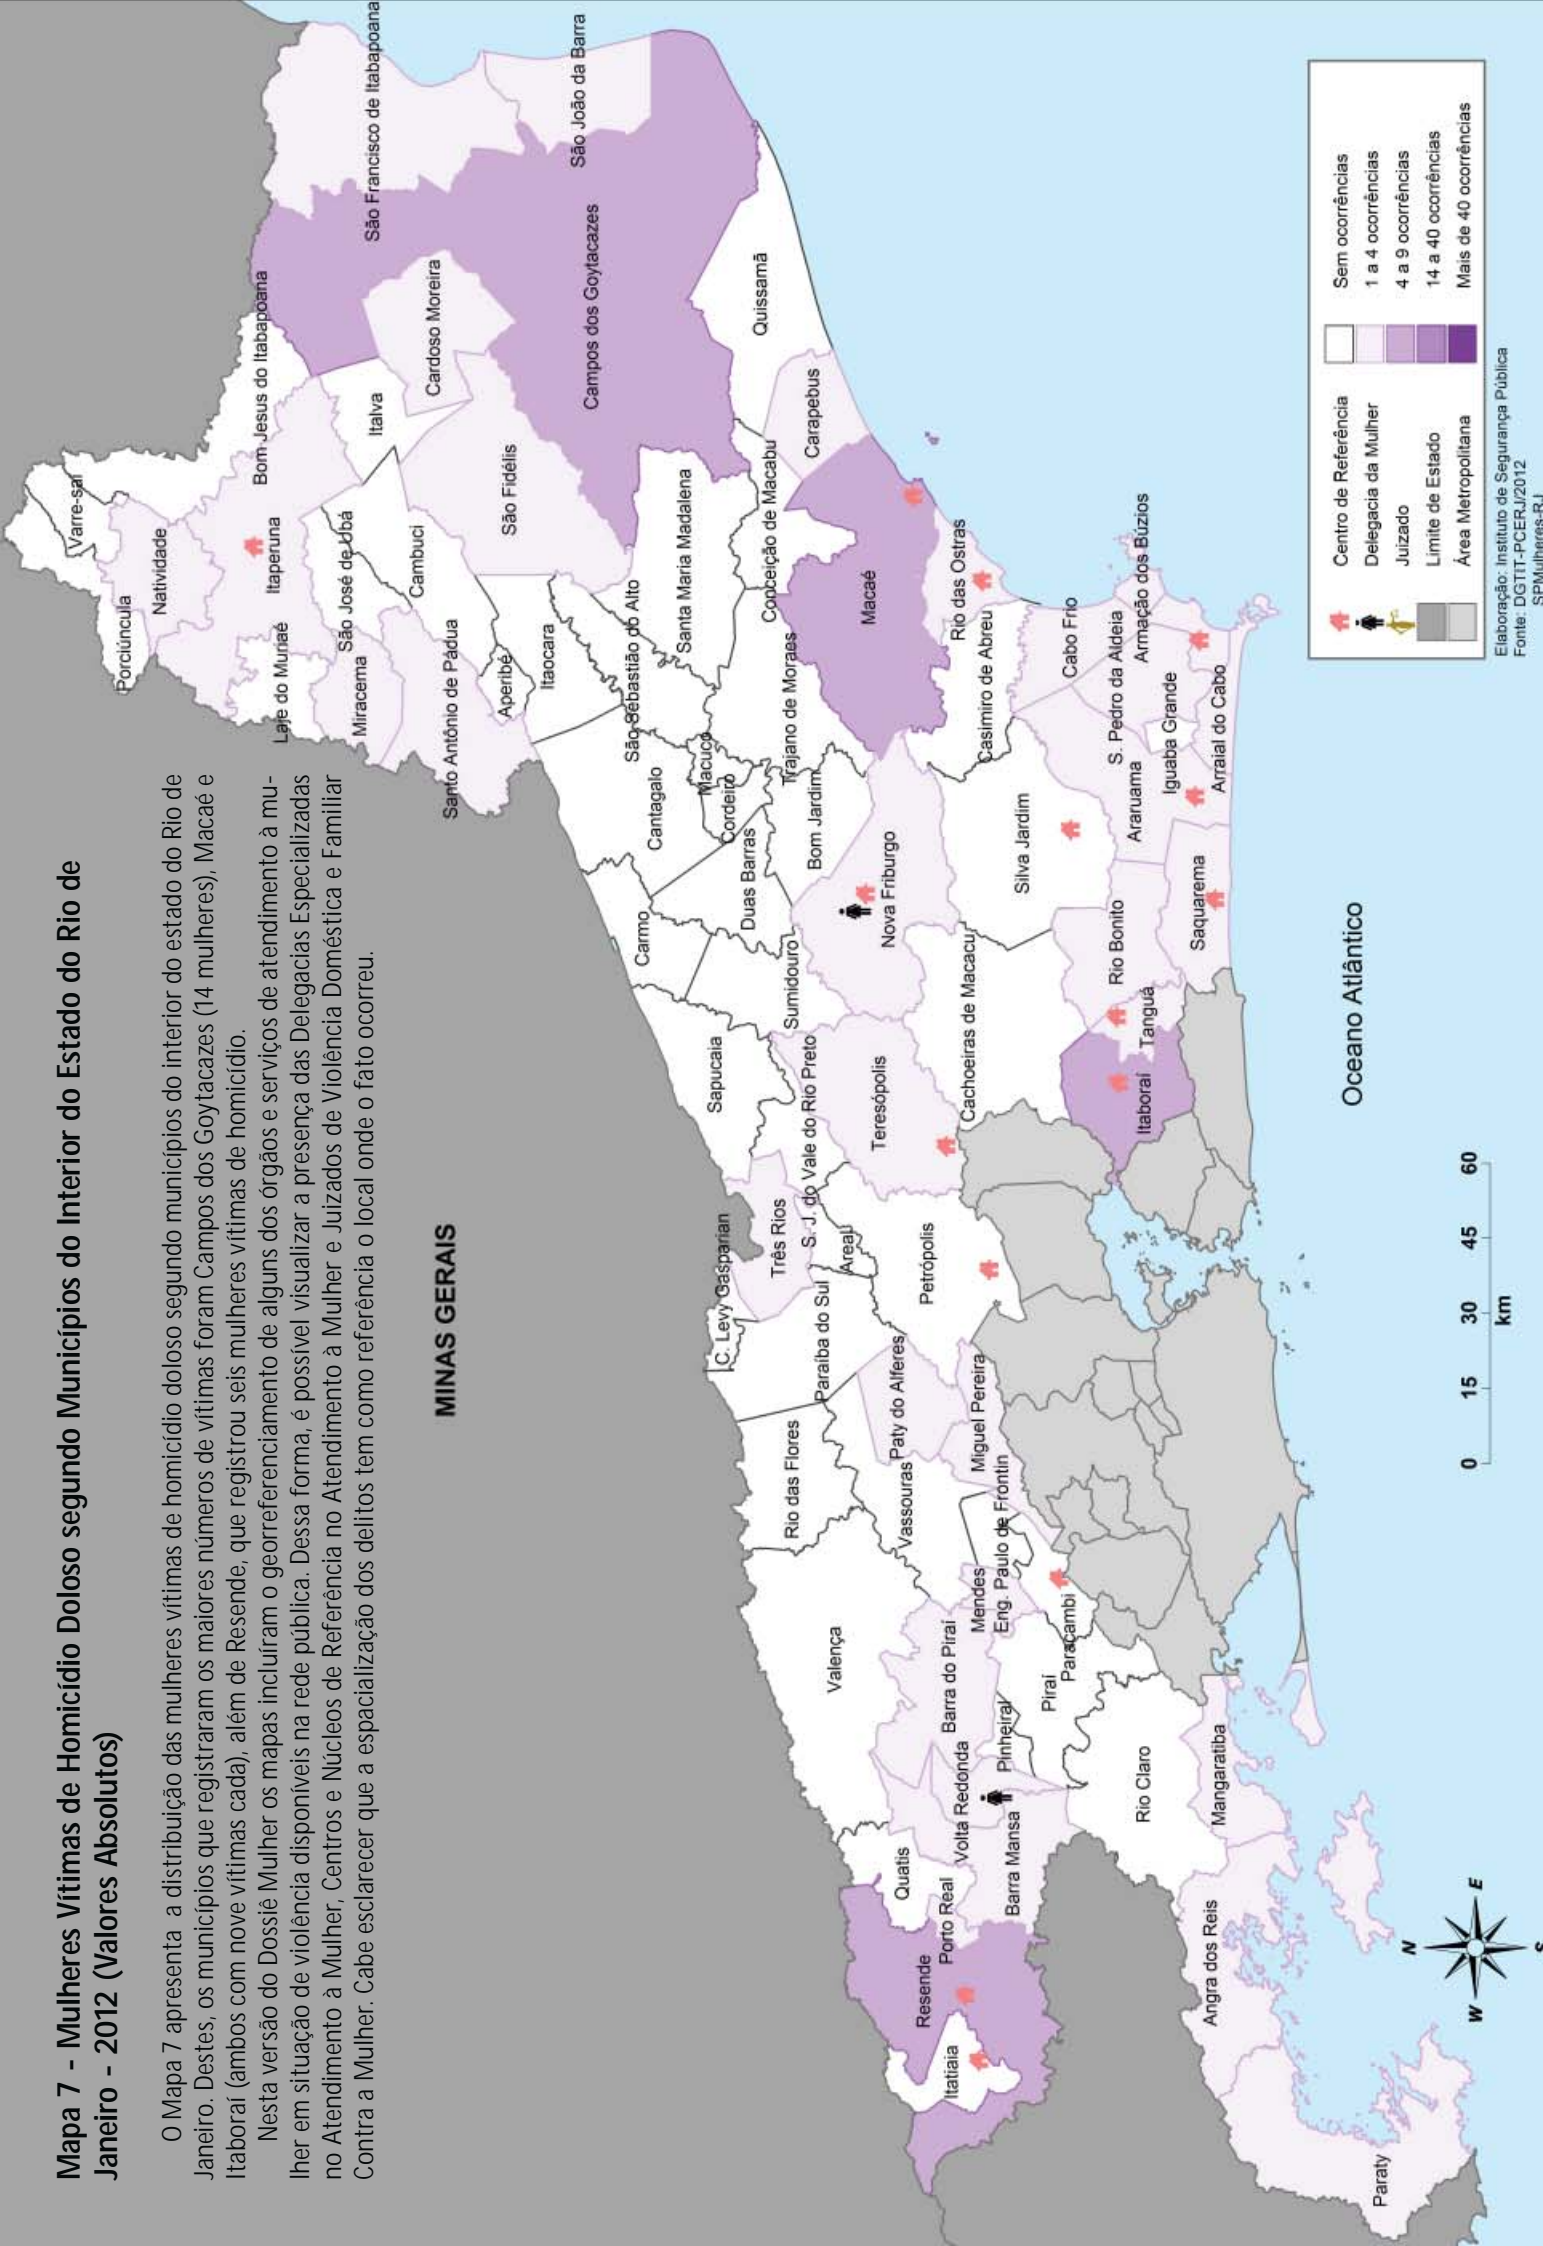 Mapa 7 - Mulheres Vítimas de Homicídio Doloso segundo Municípios do Interior do Estado do Rio de
Janeiro - 2012 (Valores Absolutos)
O Mapa 7 apresenta a distribuição das mulheres vítimas de homicídio doloso segundo municípios do interior do estado do Rio de
Janeiro. Destes, os municípios que registraram os maiores números de vítimas foram Campos dos Goytacazes (14 mulheres), Macaé e
Itaboraí (ambos com nove vítimas cada), além de Resende, que registrou seis mulheres vítimas de homicídio.
Nesta versão do Dossiê Mulher os mapas incluíram o georreferenciamento de alguns dos órgãos e serviços de atendimento à mu-
lher em situação de violência disponíveis na rede pública. Dessa forma, é possível visualizar a presença das Delegacias Especializadas
no Atendimento à Mulher, Centros e Núcleos de Referência no Atendimento à Mulher e Juizados de Violência Doméstica e Familiar
Contra a Mulher. Cabe esclarecer que a espacialização dos delitos tem como referência o local onde o fato ocorreu.
MINAS GERAIS
Varre-sai
Porciúncula
Natividade
Bom Jesus do Itabapoana
Itaperuna
Laje do Muriaé
São José de Ubá
Miracema
Italva
Cambuci
Santo Antônio de Pádua
Aperibé
Itaocara
São Francisco de Itabapoana
Cardoso Moreira
São Fidélis
São João da Barra
Campos dos Goytacazes
São Sebastião do Alto
Santa Maria Madalena
Quissamã
Conceição de Macabu
Carapebus
Trajano de Moraes
Macaé
Cantagalo
Macuco
Cordeiro
Carmo
Duas Barras
Bom Jardim
Sumidouro
Nova Friburgo
Rio das Ostras
Casimiro de Abreu
Silva Jardim
Cabo Frio
S. Pedro da Aldeia
Armação dos Búzios
Araruama
Iguaba Grande
Arraial do Cabo
Saquarema
Rio Bonito
Tanguá
Itaboraí
Cachoeiras de Macacu
Sapucaia
S. J. do Vale do Rio Preto
Teresópolis
C. Levy Gasparian
Três Rios
Areal
Petrópolis
Paraíba do Sul
Paty do Alferes
Miguel Pereira
Rio das Flores
Vassouras
Eng. Paulo de Frontin
Mendes
Paracambi
Valença
Barra do Piraí
Piraí
Pinheiral
Volta Redonda
Barra Mansa
Rio Claro
Mangaratiba
Quatis
Porto Real
Resende
Itatiaia
Angra dos Reis
Paraty
Oceano Atlântico
0 15 30 45 60
km
N
W E
S
Centro de Referência
Delegacia da Mulher
Juizado
Limite de Estado
Área Metropolitana
Sem ocorrências
1 a 4 ocorrências
4 a 9 ocorrências
14 a 40 ocorrências
Mais de 40 ocorrências
Elaboração: Instituto de Segurança Pública
Fonte: DGTIT-PCERJ/2012
SPMulheres-RJ